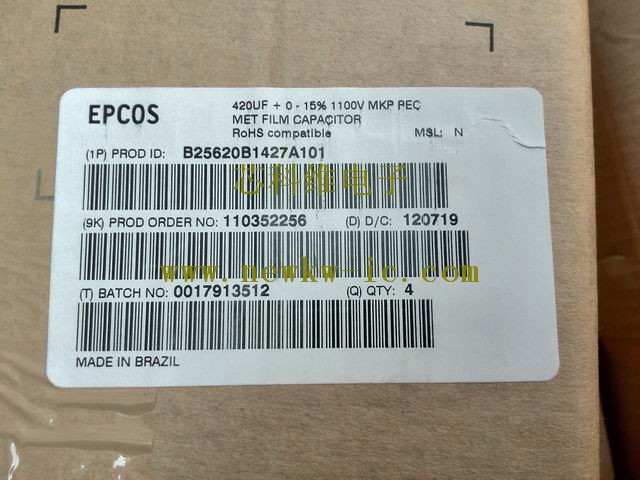 EPCOS
420UF + 0 - 15% 1100V MKP PEC
MET FILM CAPACITOR
RoHS compatible
MSL: N
(1P) PROD ID: B25620B1427A101
芯科维电子
(9K) PROD ORDER NO: 110352256 (D) D/C: 120719
www.newkw-ic.com
(T) BATCH NO: 0017913512 (Q) QTY: 4
MADE IN BRAZIL